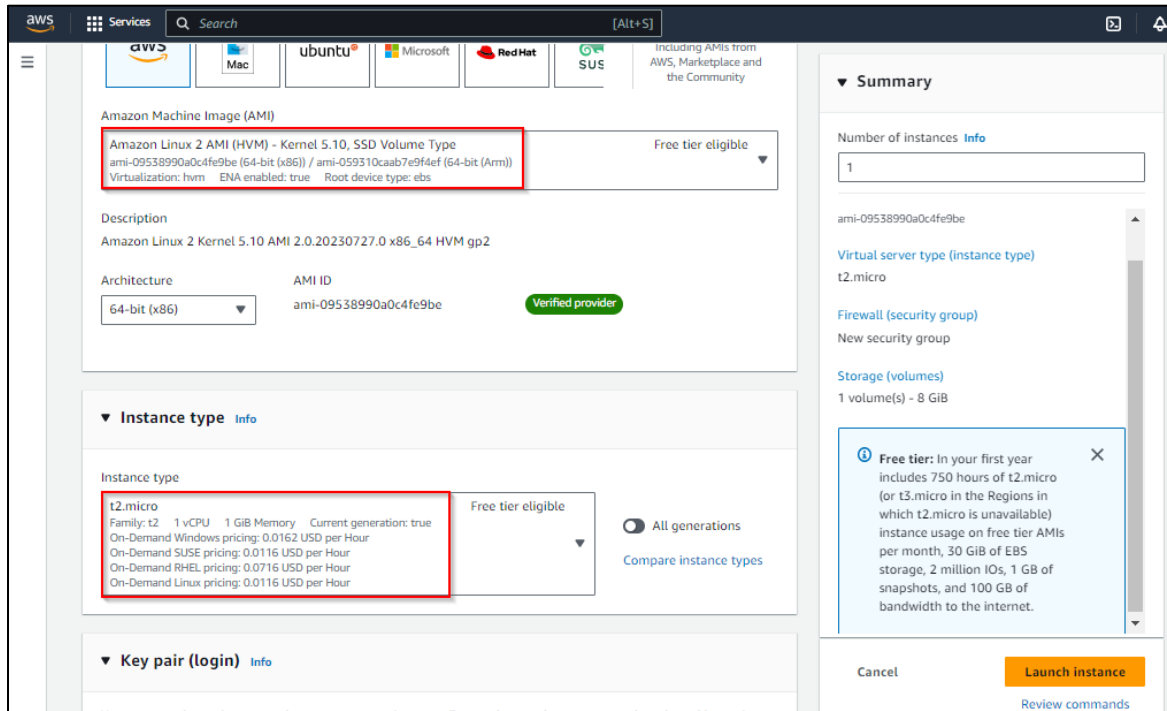 aws
Services
Search
[Alt+S]
aws
Mac
ubuntu®
Microsoft
Red Hat
SUS
Including AMIs from
AWS, Marketplace and
the Community
Amazon Machine Image (AMI)
Amazon Linux 2 AMI (HVM) - Kernel 5.10, SSD Volume Type
Free tier eligible
ami-09538990a0c4fe9be (64-bit (x86)) / ami-059310caab7e9f4ef (64-bit (Arm))
Virtualization: hvm ENA enabled: true Root device type: ebs
Description
Amazon Linux 2 Kernel 5.10 AMI 2.0.20230727.0 x86_64 HVM gp2
Architecture
AMI ID
64-bit (x86)
ami-09538990a0c4fe9be
Verified provider
Instance type Info
Instance type
t2.micro
Free tier eligible
Family: t2 1 vCPU 1 GiB Memory Current generation: true
On-Demand Windows pricing: 0.0162 USD per Hour
On-Demand SUSE pricing: 0.0116 USD per Hour
On-Demand RHEL pricing: 0.0716 USD per Hour
On-Demand Linux pricing: 0.0116 USD per Hour
All generations
Compare instance types
Key pair (login) Info
Summary
Number of instances Info
1
ami-09538990a0c4fe9be
Virtual server type (instance type)
t2.micro
Firewall (security group)
New security group
Storage (volumes)
1 volume(s) - 8 GiB
Free tier: In your first year
includes 750 hours of t2.micro
(or t3.micro in the Regions in
which t2.micro is unavailable)
instance usage on free tier AMIs
per month, 30 GiB of EBS
storage, 2 million IOs, 1 GB of
snapshots, and 100 GB of
bandwidth to the internet.
Cancel
Launch instance
Review commands